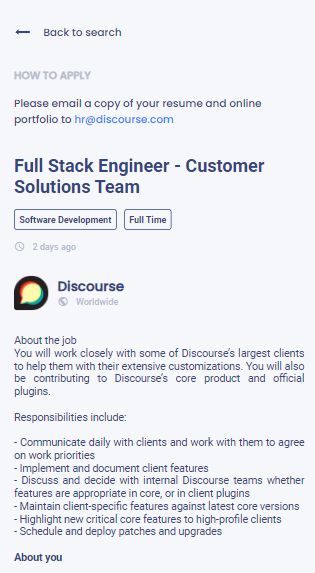 Back to search
HOW TO APPLY
Please email a copy of your resume and online
portfolio to hr@discourse.com
Full Stack Engineer - Customer
Solutions Team
Software Development Full Time
2 days ago
Discourse
Worldwide
About the job
You will work closely with some of Discourse's largest clients
to help them with their extensive customizations. You will also
be contributing to Discourse's core product and official
plugins.
Responsibilities include:
- Communicate daily with clients and work with them to agree
on work priorities
- Implement and document client features
- Discuss and decide with internal Discourse teams whether
features are appropriate in core, or in client plugins
- Maintain client-specific features against latest core versions
- Highlight new critical core features to high-profile clients
- Schedule and deploy patches and upgrades
About you